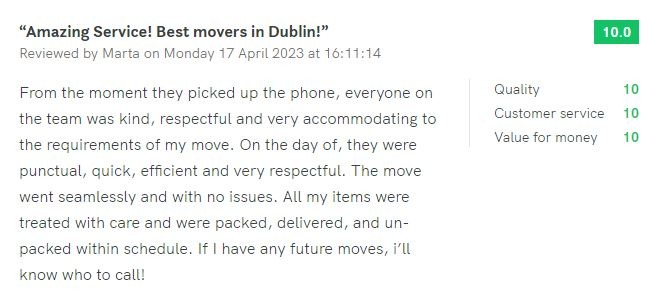 “Amazing Service! Best movers in Dublin!”
10.0
Reviewed by Marta on Monday 17 April 2023 at 16:11:14
From the moment they picked up the phone, everyone on
the team was kind, respectful and very accommodating to
the requirements of my move. On the day of, they were
punctual, quick, efficient and very respectful. The move
went seamlessly and with no issues. All my items were
treated with care and were packed, delivered, and un-
packed within schedule. If I have any future moves, i’ll
know who to call!
Quality 10
Customer service 10
Value for money 10